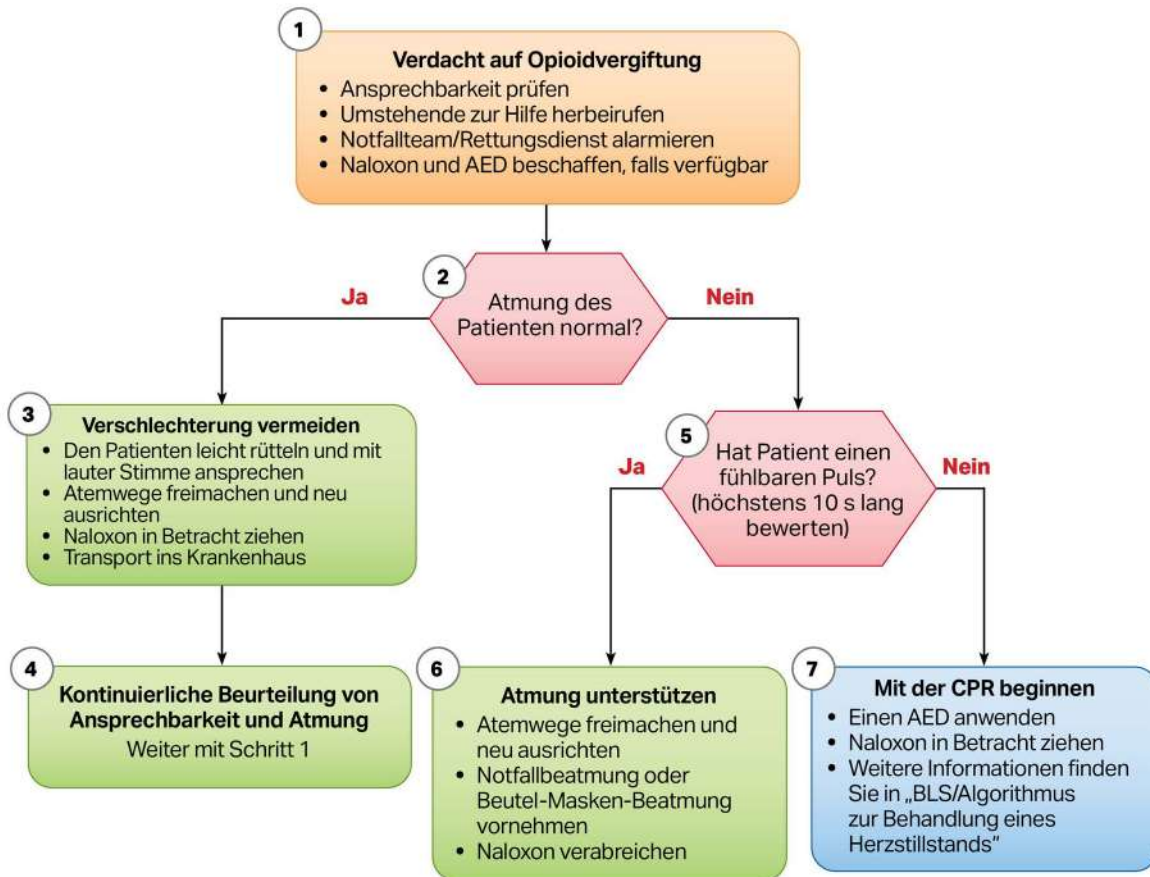 1
Verdacht auf Opioidvergiftung
• Ansprechbarkeit prüfen
• Umstehende zur Hilfe herbeirufen
• Notfallteam/Rettungsdienst alarmieren
• Naloxon und AED beschaffen, falls verfügbar
2
Atmung des
Patienten normal?
Ja
Nein
3
Verschlechterung vermeiden
• Den Patienten leicht rütteln und mit
lauter Stimme ansprechen
• Atemwege freimachen und neu
ausrichten
• Naloxon in Betracht ziehen
• Transport ins Krankenhaus
4
Kontinuierliche Beurteilung von
Ansprechbarkeit und Atmung
Weiter mit Schritt 1
5
Hat Patient einen
fühlbaren Puls?
(höchstens 10 s lang
bewerten)
Ja
Nein
6
Atmung unterstützen
• Atemwege freimachen und
neu ausrichten
• Notfallbeatmung oder
Beutel-Masken-Beatmung
vornehmen
• Naloxon verabreichen
7
Mit der CPR beginnen
• Einen AED anwenden
• Naloxon in Betracht ziehen
• Weitere Informationen finden
Sie in „BLS/Algorithmus
zur Behandlung eines
Herzstillstands"